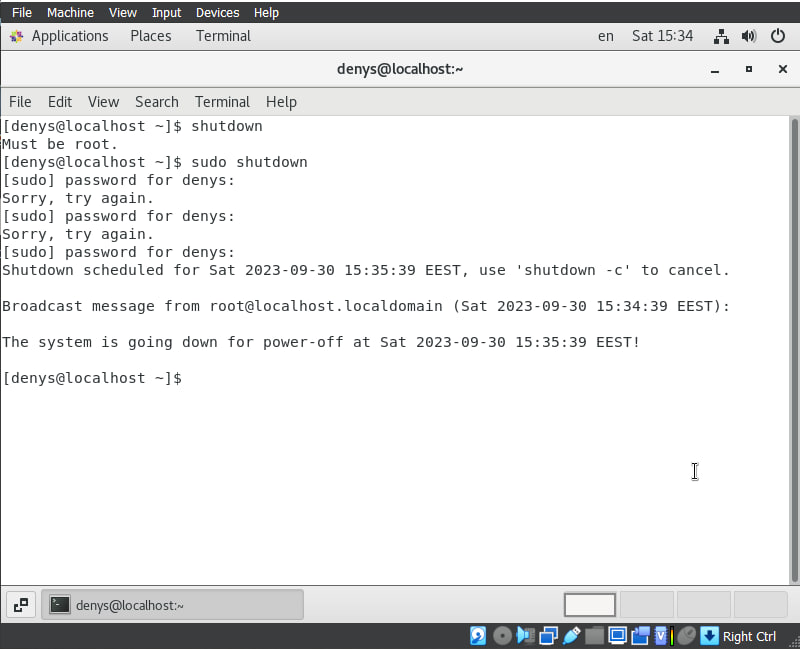 File Machine View Input Devices Help
Applications Places Terminal en Sat 15:34
denys@localhost:~
File Edit View Search Terminal Help
[denys@localhost ~]$ shutdown
Must be root.
[denys@localhost ~]$ sudo shutdown
[sudo] password for denys:
Sorry, try again.
[sudo] password for denys:
Sorry, try again.
[sudo] password for denys:
Shutdown scheduled for Sat 2023-09-30 15:35:39 EEST, use 'shutdown -c' to cancel.
Broadcast message from root@localhost.localdomain (Sat 2023-09-30 15:34:39 EEST):
The system is going down for power-off at Sat 2023-09-30 15:35:39 EEST!
[denys@localhost ~]$
denys@localhost:~
Right Ctrl